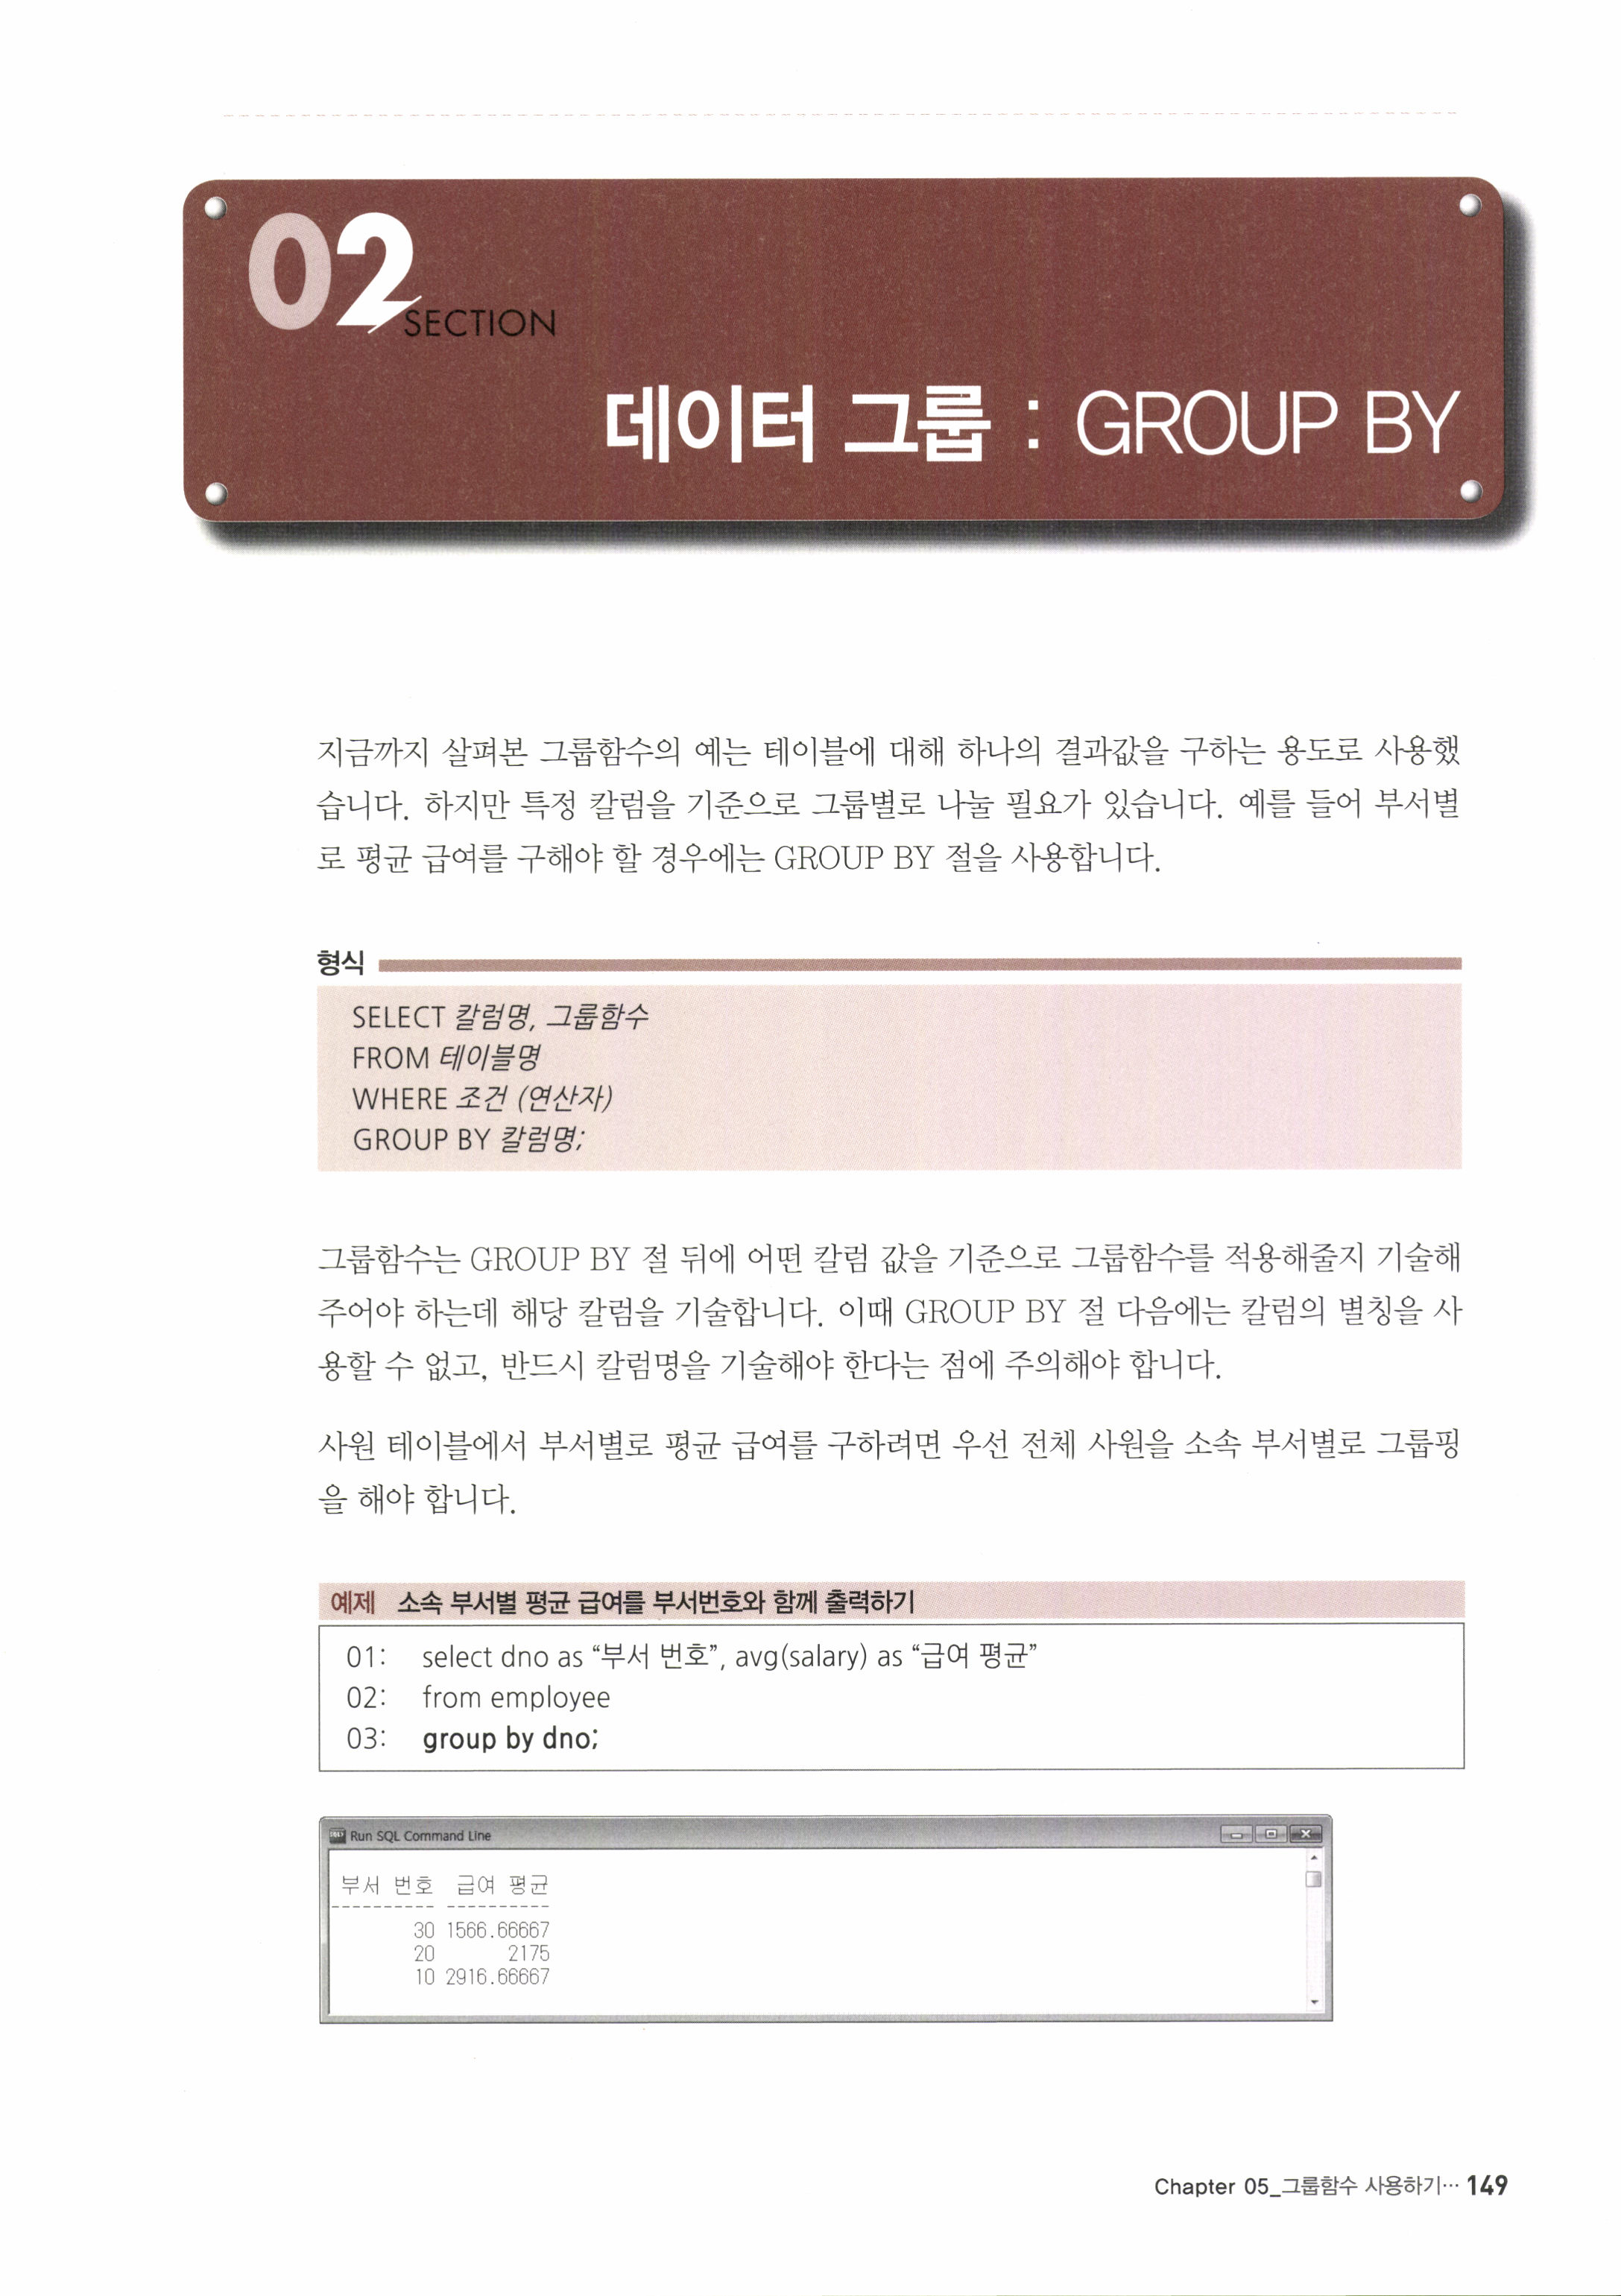 02
SECTION
데이터 그룹 : GROUP BY
지금까지 살펴본 그룹함수의 예는 테이블에 대해 하나의 결과값을 구하는 용도로 사용했
습니다. 하지만 특정 칼럼을 기준으로 그룹별로 나눌 필요가 있습니다. 예를 들어 부서별
로 평균 급여를 구해야 할 경우에는 GROUP BY 절을 사용합니다.
형식
SELECT 칼럼명, 그룹함수
FROM 테이블명
WHERE 조건 (연산자)
GROUP BY 칼럼명;
그룹함수는 GROUP BY 절 뒤에 어떤 칼럼 값을 기준으로 그룹함수를 적용해줄지 기술해
주어야 하는데 해당 칼럼을 기술합니다. 이때 GROUP BY 절 다음에는 칼럼의 별칭을 사
용할 수 없고, 반드시 칼럼명을 기술해야 한다는 점에 주의해야 합니다.
사원 테이블에서 부서별로 평균 급여를 구하려면 우선 전체 사원을 소속 부서별로 그룹핑
을 해야 합니다.
예제 소속 부서별 평균 급여를 부서번호와 함께 출력하기
01: select dno as “부서 번호”, avg(salary) as “급여 평균”
02: from employee
03: group by dno;
Run SQL Command Line
부서 번호 급여 평균
---------- ----------
30 1566.66667
20 2175
10 2916.66667
Chapter 05_그룹함수 사용하기… 149